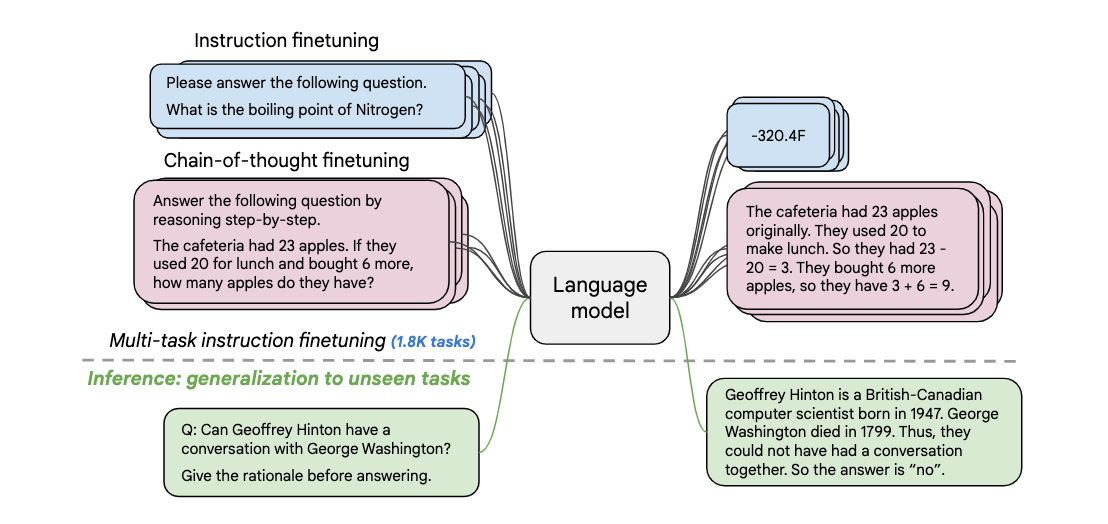 Instruction finetuning
Please answer the following question.
What is the boiling point of Nitrogen?
-320.4F
Chain-of-thought finetuning
Answer the following question by
reasoning step-by-step.
The cafeteria had 23 apples. If they
used 20 for lunch and bought 6 more,
how many apples do they have?
Language
model
The cafeteria had 23 apples
originally. They used 20 to
make lunch. So they had 23 -
20 = 3. They bought 6 more
apples, so they have 3 + 6 = 9.
Multi-task instruction finetuning (1.8K tasks)
Inference: generalization to unseen tasks
Q: Can Geoffrey Hinton have a
conversation with George Washington?
Give the rationale before answering.
Geoffrey Hinton is a British-Canadian
computer scientist born in 1947. George
Washington died in 1799. Thus, they
could not have had a conversation
together. So the answer is “no”.